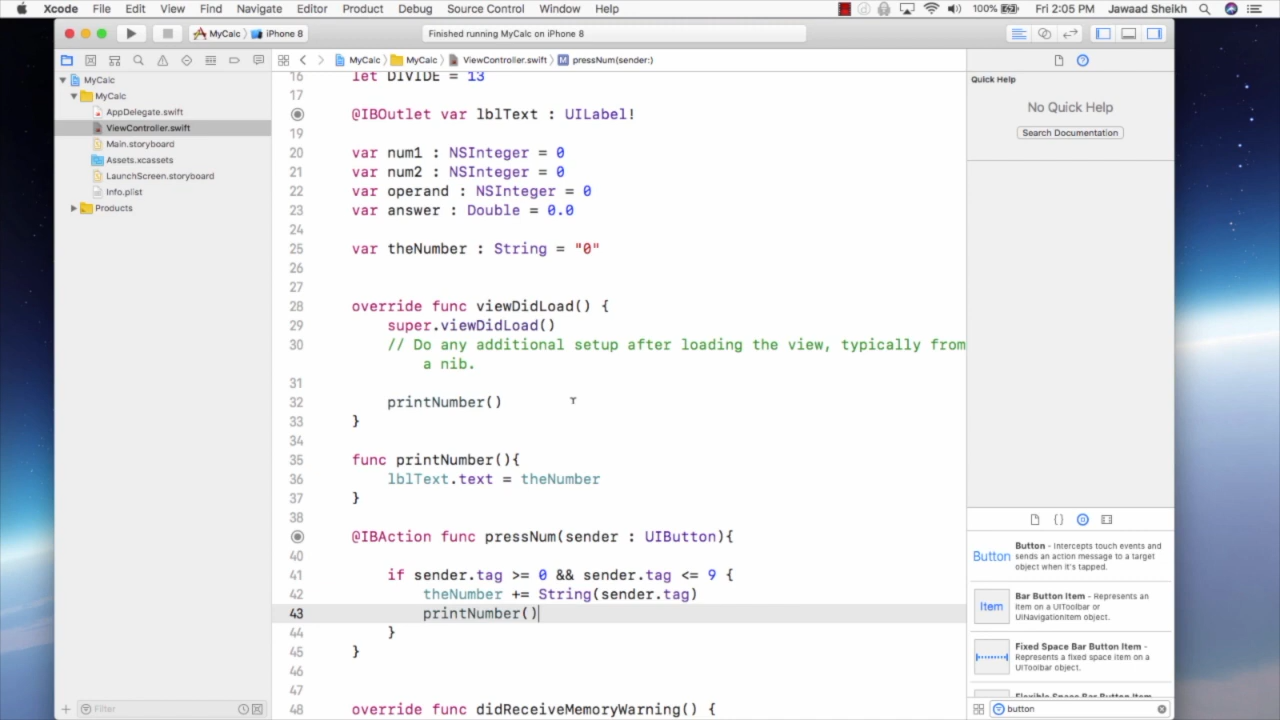 Xcode File Edit View Find Navigate Editor Product Debug Source Control Window Help 100% Fri 2:05 PM Jawaad Sheikh
MyCalc iPhone 8 Finished running MyCalc on iPhone 8
MyCalc MyCalc ViewController.swift M pressNum(sender:)
MyCalc
MyCalc
AppDelegate.swift
ViewController.swift
Main.storyboard
Assets.xcassets
LaunchScreen.storyboard
Info.plist
Products
Filter
16 let DIVIDE = 13
17
18 @IBOutlet var lblText : UILabel!
19
20 var num1 : NSInteger = 0
21 var num2 : NSInteger = 0
22 var operand : NSInteger = 0
23 var answer : Double = 0.0
24
25 var theNumber : String = "0"
26
27
28 override func viewDidLoad() {
29 super.viewDidLoad()
30 // Do any additional setup after loading the view, typically from
a nib.
31
32 printNumber()
33 }
34
35 func printNumber(){
36 lblText.text = theNumber
37 }
38
@IBAction func pressNum(sender : UIButton){
40
41 if sender.tag >= 0 && sender.tag <= 9 {
42 theNumber += String(sender.tag)
43 printNumber()
44 }
45 }
46
47
48 override func didReceiveMemoryWarning() {
Quick Help
No Quick Help
Search Documentation
Button
Button - Intercepts touch events and
sends an action message to a target
object when it's tapped.
Item
Bar Button Item - Represents an
item on a UIToolbar or
UINavigationItem object.
Fixed Space Bar Button Item -
Represents a fixed space item on a
UIToolbar object.
Flexible Space Bar Button Item
button